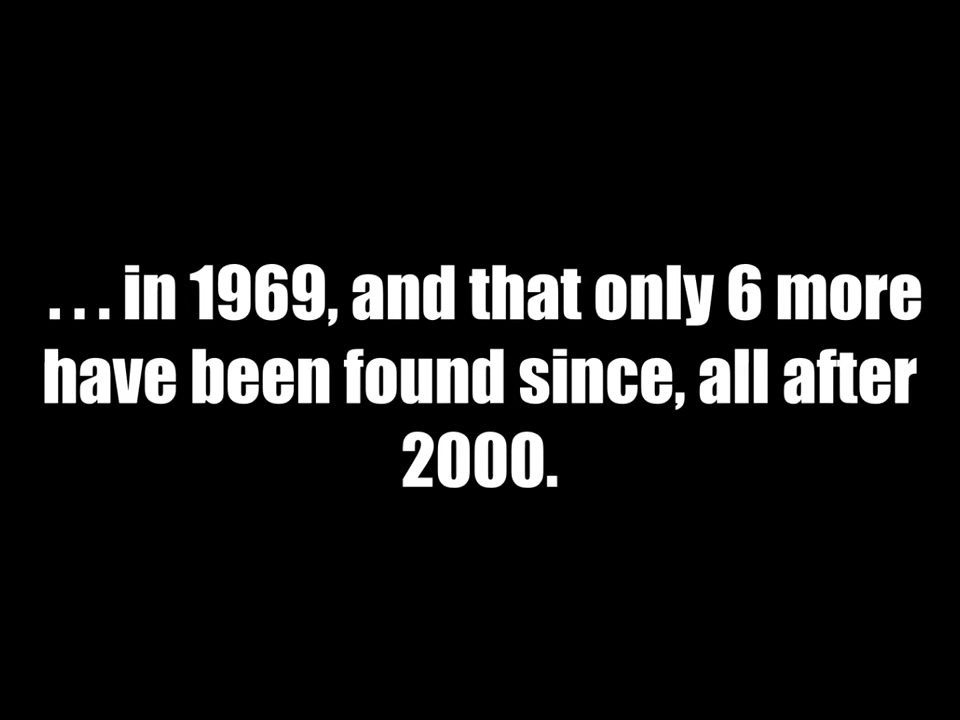 . . . in 1969, and that only 6 more
have been found since, all after
2000.